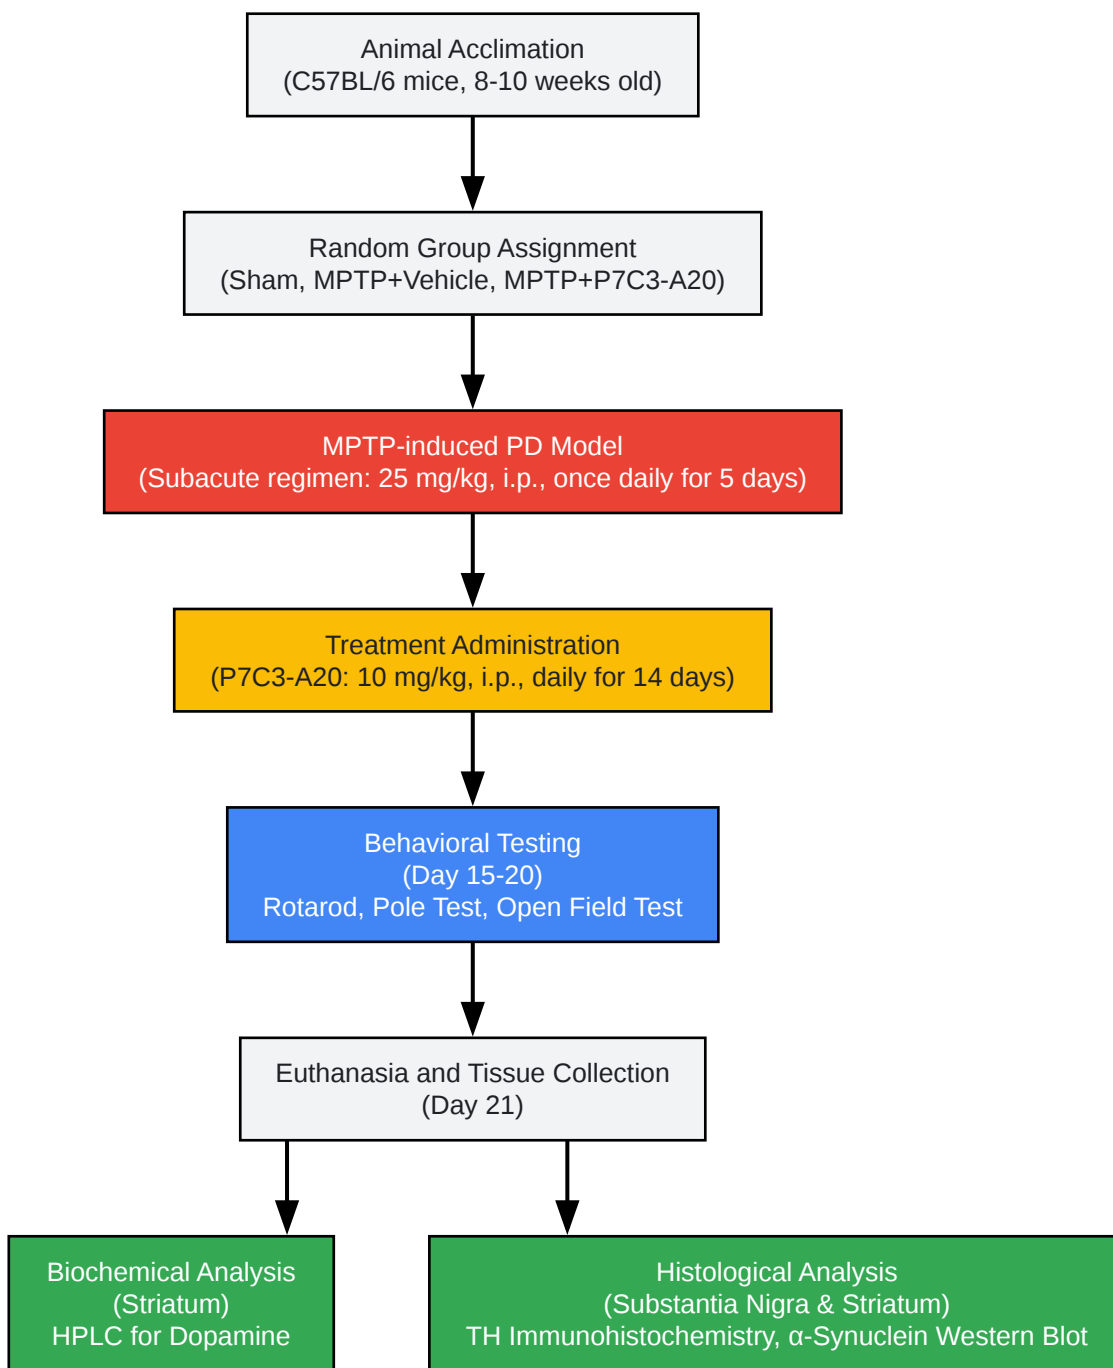 Animal Acclimation
(C57BL/6 mice, 8-10 weeks old)
Random Group Assignment
(Sham, MPTP+Vehicle, MPTP+P7C3-A20)
MPTP-induced PD Model
(Subacute regimen: 25 mg/kg, i.p., once daily for 5 days)
Treatment Administration
(P7C3-A20: 10 mg/kg, i.p., daily for 14 days)
Behavioral Testing
(Day 15-20)
Rotarod, Pole Test, Open Field Test
Euthanasia and Tissue Collection
(Day 21)
Biochemical Analysis
(Striatum)
HPLC for Dopamine
Histological Analysis
(Substantia Nigra & Striatum)
TH Immunohistochemistry, α-Synuclein Western Blot